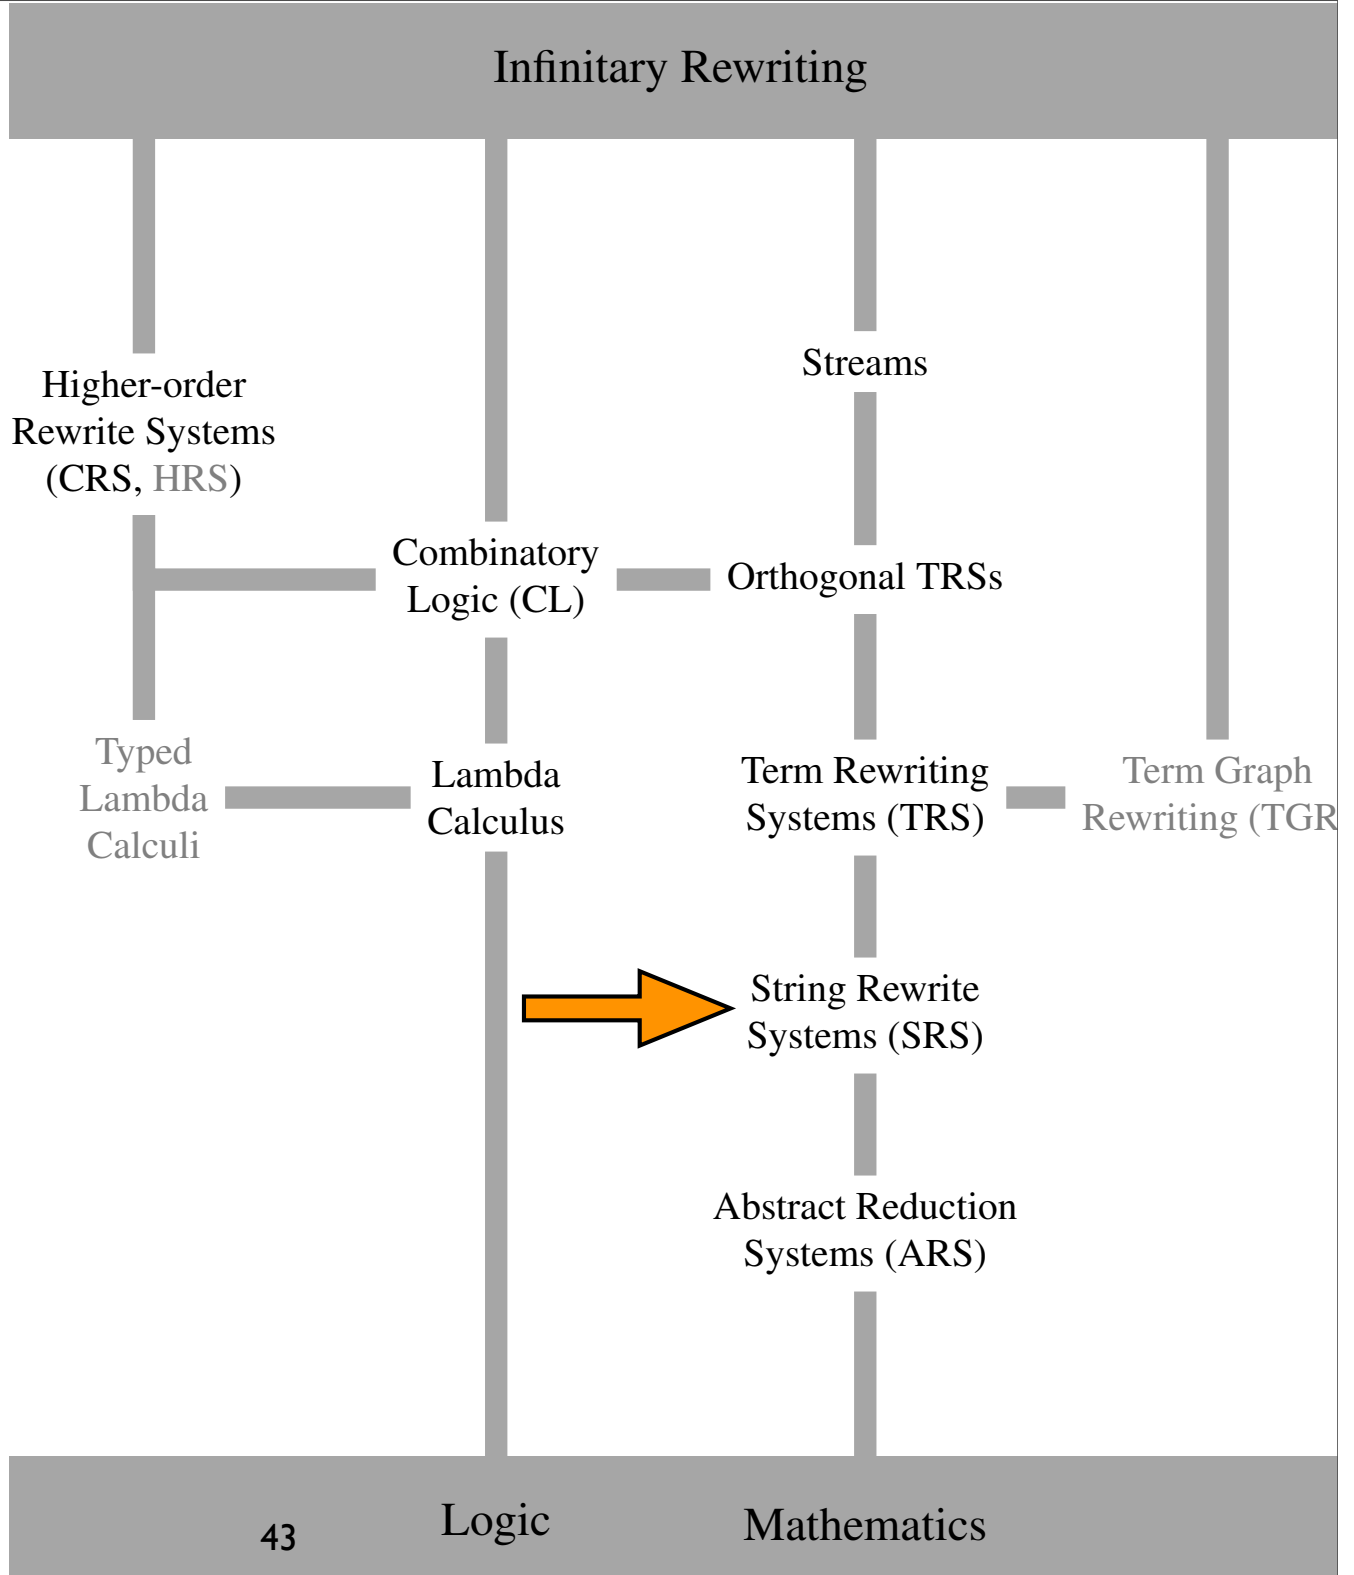 Infinitary Rewriting
Streams
Higher-order
Rewrite Systems
(CRS, HRS)
Combinatory
Logic (CL)
Orthogonal TRSs
Typed
Lambda
Calculi
Lambda
Calculus
Term Rewriting
Systems (TRS)
Term Graph
Rewriting (TGR
String Rewrite
Systems (SRS)
Abstract Reduction
Systems (ARS)
43
Logic
Mathematics